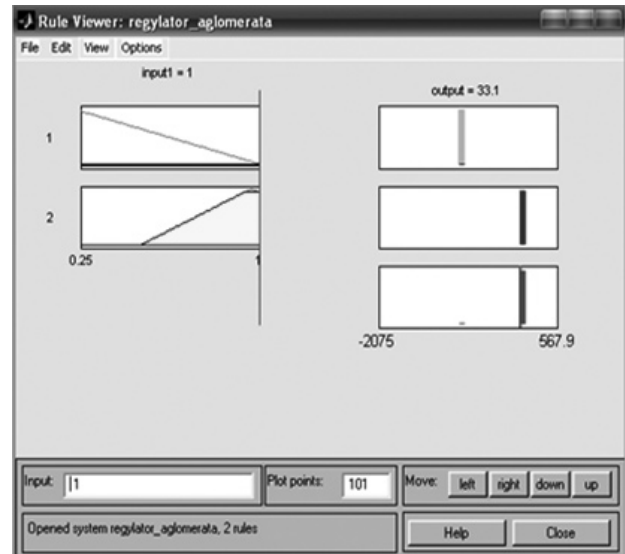 Rule Viewer: regylator_aglomerata
File Edit View Options
input1 = 1
output = 33.1
1
2
0.25 1
-2075 567.9
Input: 1
Plot points: 101
Move: left right down up
Opened system regylator_aglomerata, 2 rules
Help Close